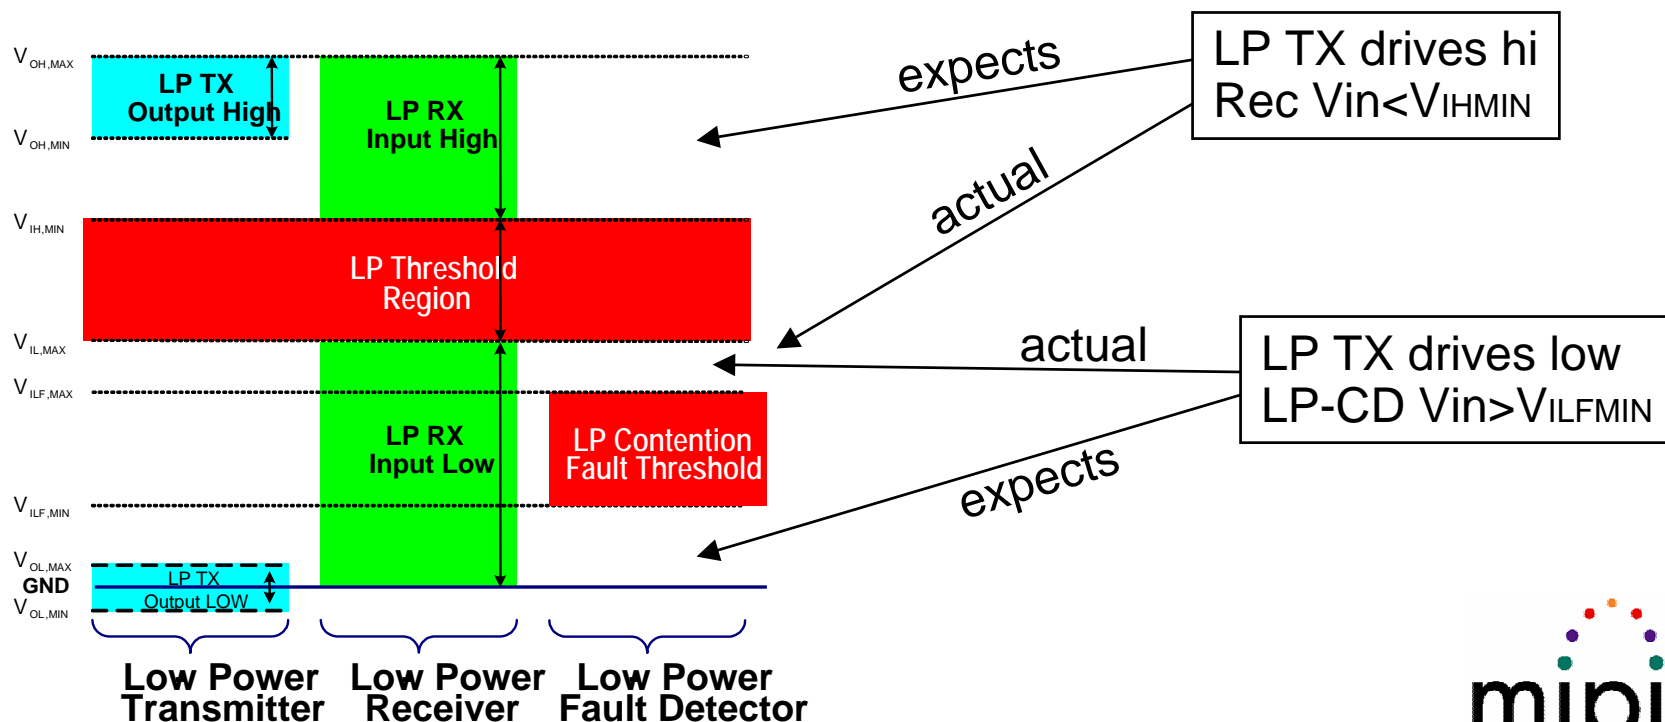 V OH,MAX
LP TX
Output High
V OH,MIN
LP RX
Input High
V IH,MIN
LP Threshold
Region
V IL,MAX
V ILF,MAX
LP RX
Input Low
LP Contention
Fault Threshold
V ILF,MIN
V OL,MAX
GND
V OL,MIN
LP TX
Output LOW
Low Power
Transmitter
Low Power
Receiver
Low Power
Fault Detector
expects
actual
LP TX drives hi
Rec Vin<VIHMIN
actual
expects
LP TX drives low
LP-CD Vin>VILFMIN
mipi